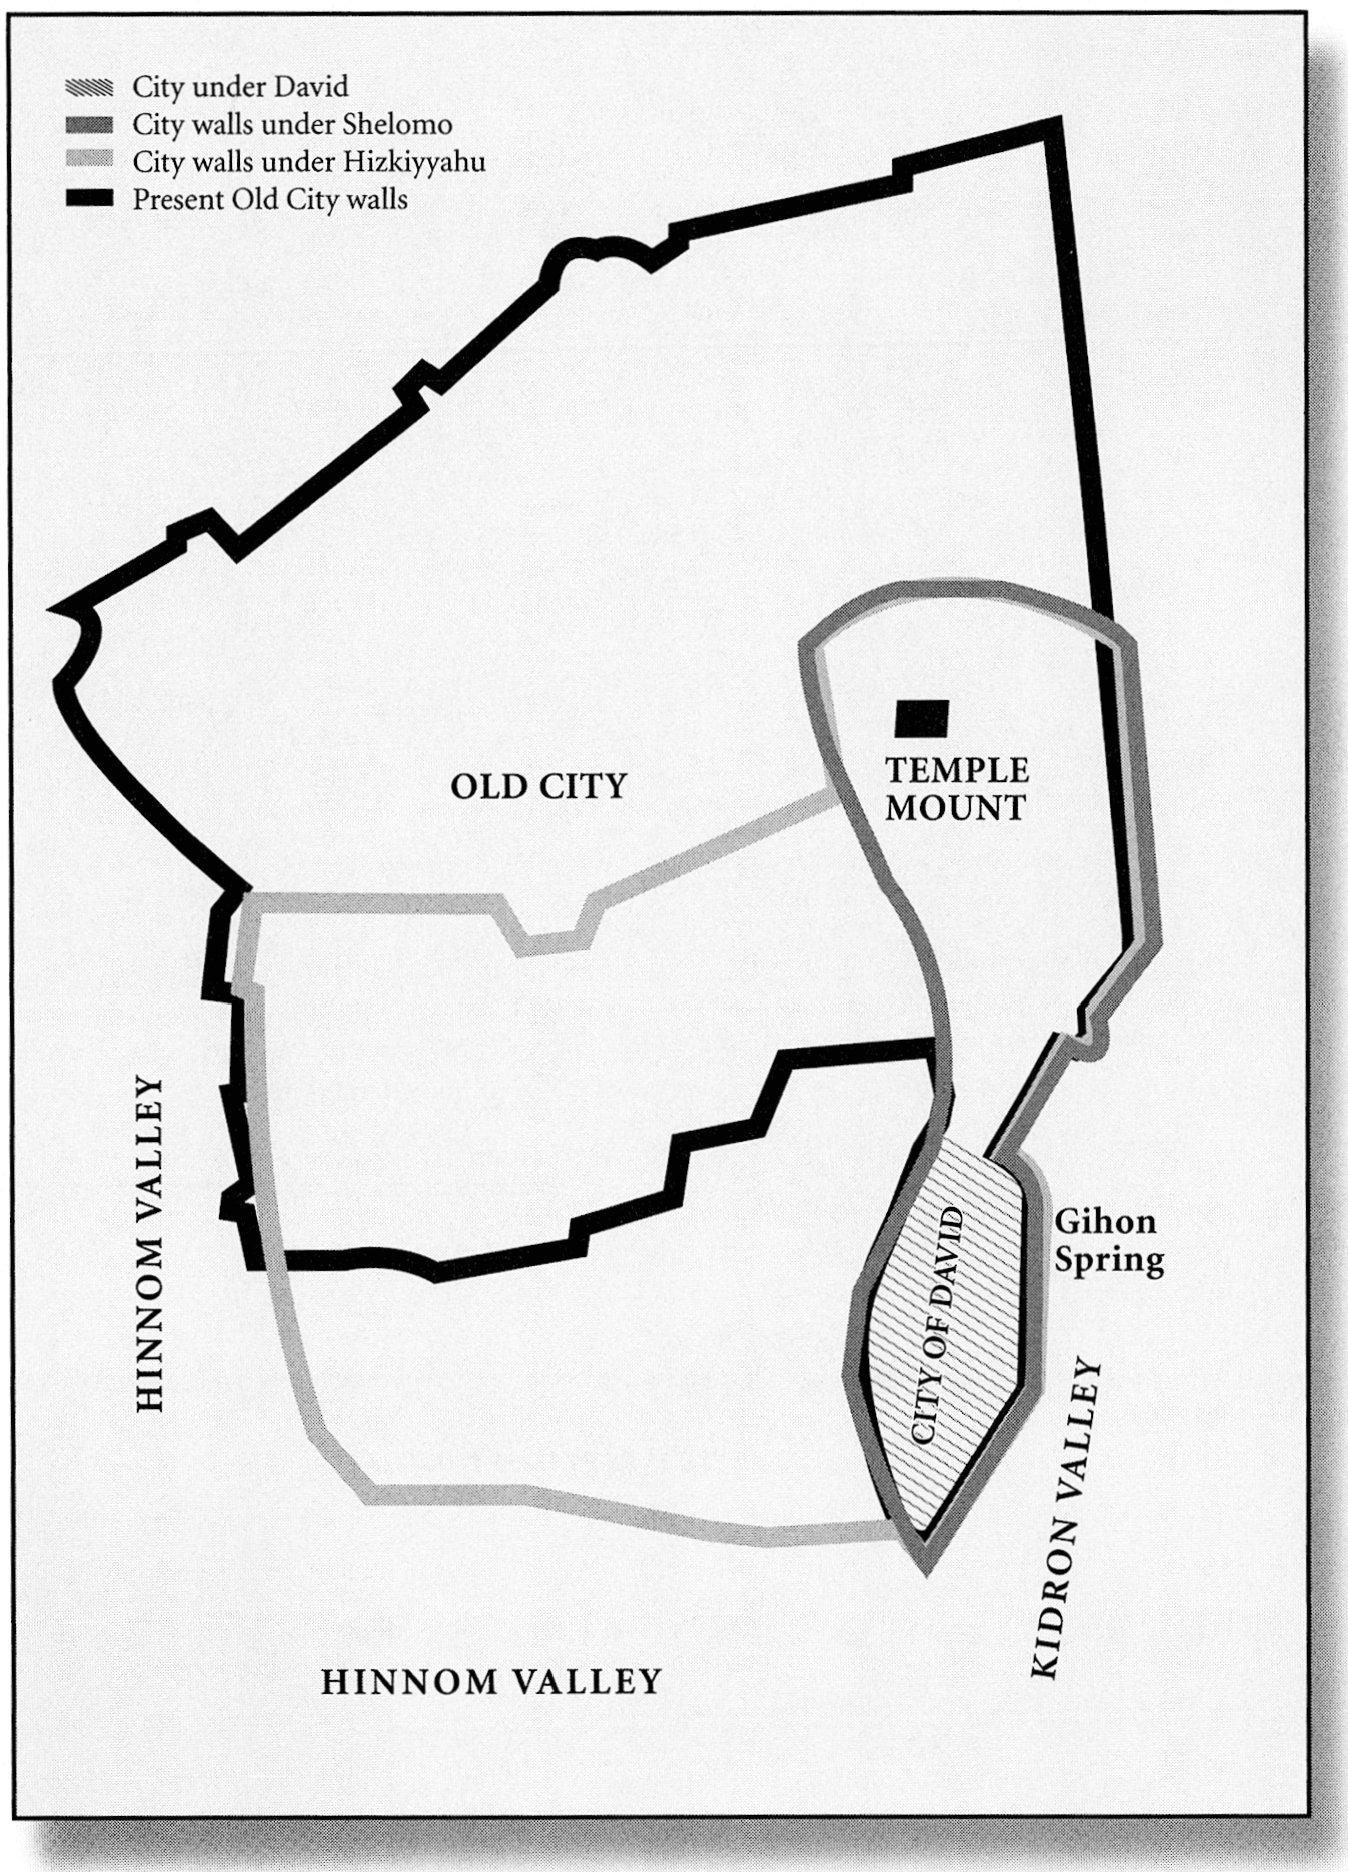 City under David
City walls under Shelomo
City walls under Hizkiyyahu
Present Old City walls
OLD CITY
TEMPLE
MOUNT
HINNOM VALLEY
Gihon
Spring
CITY OF DAVID
KIDRON VALLEY
HINNOM VALLEY